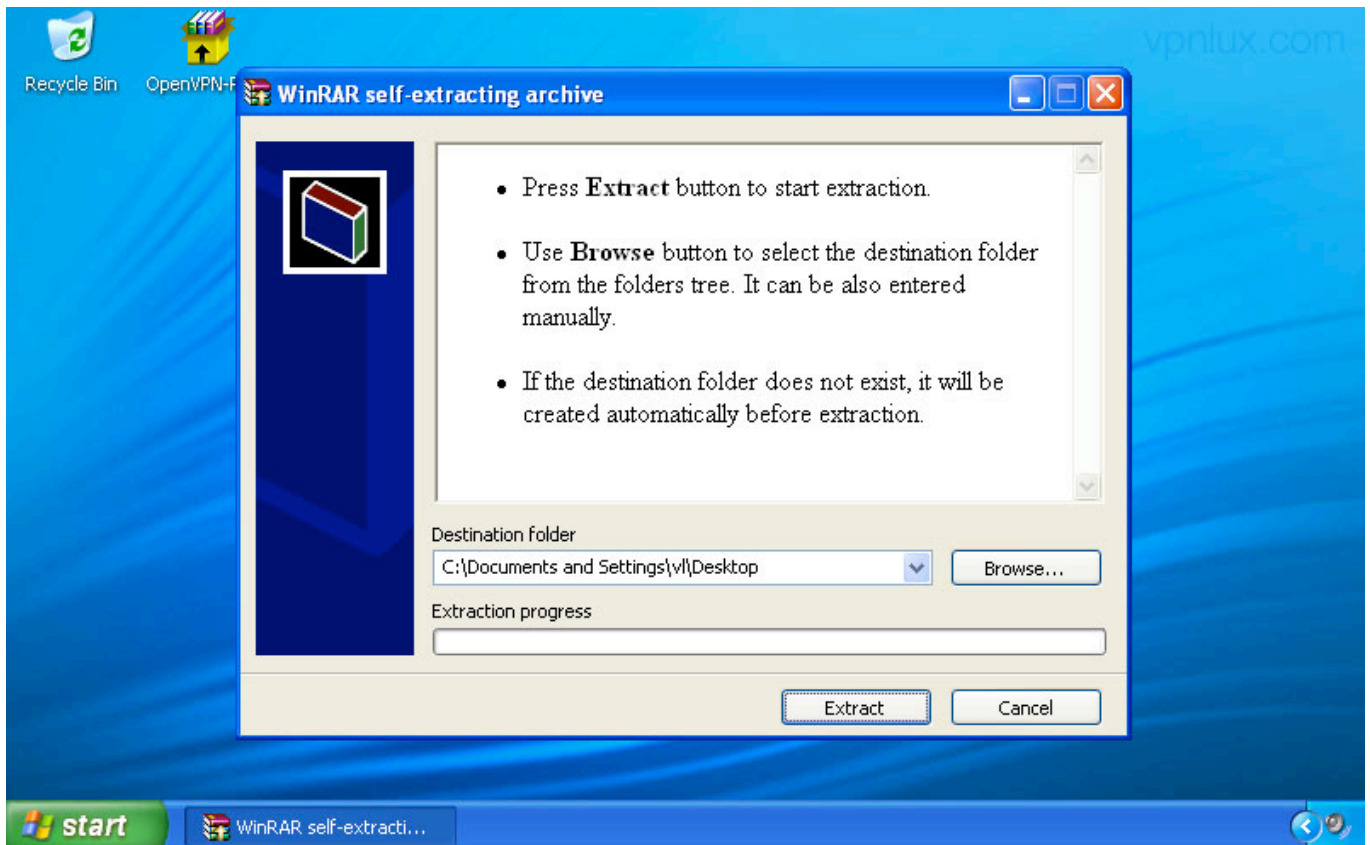 vpnlux.com
Recycle Bin
OpenVPN-P
WinRAR self-extracting archive
• Press Extract button to start extraction.
• Use Browse button to select the destination folder
from the folders tree. It can be also entered
manually.
• If the destination folder does not exist, it will be
created automatically before extraction.
Destination folder
C:\Documents and Settings\vl\Desktop
Browse...
Extraction progress
Extract
Cancel
start
WinRAR self-extracti...